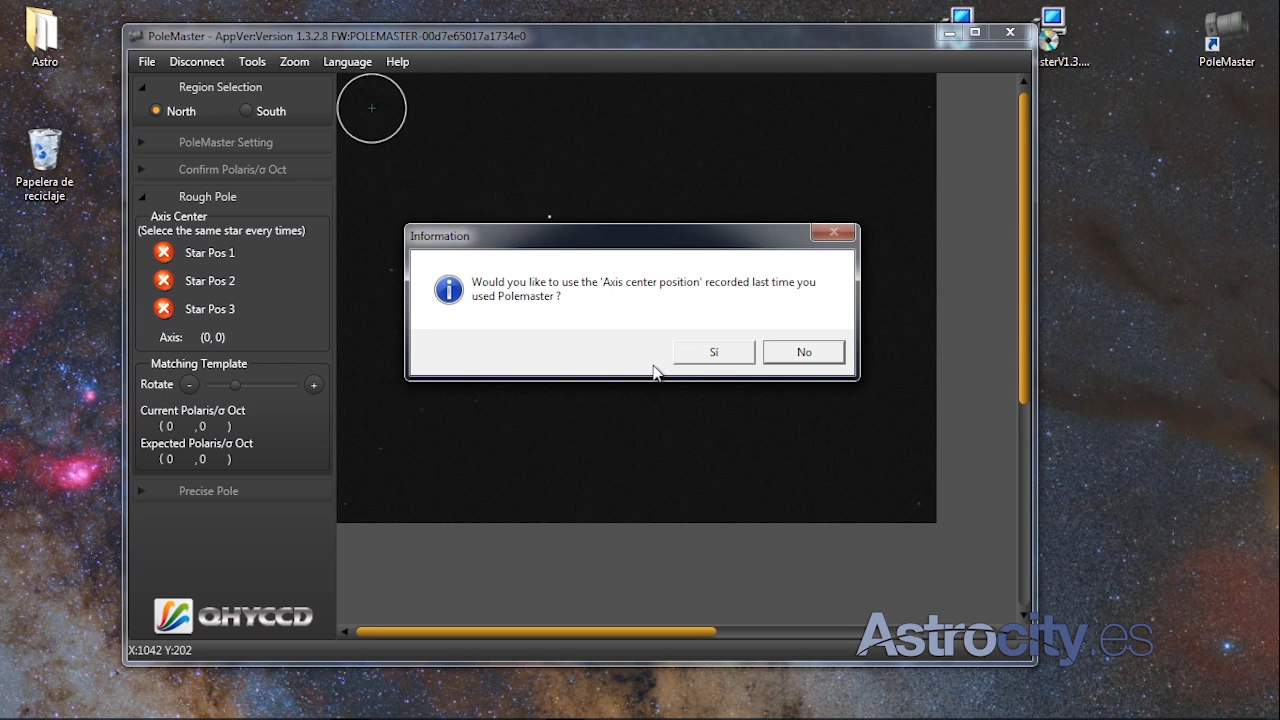 Astro
Papelera de
reciclaje
PoleMaster - AppVer:Version 1.3.2.8 FW:POLEMASTER-00d7e65017a1734e0
File Disconnect Tools Zoom Language Help
Region Selection
North South
PoleMaster Setting
Confirm Polaris/σ Oct
Rough Pole
Axis Center
(Selece the same star every times)
Star Pos 1
Star Pos 2
Star Pos 3
Axis: (0, 0)
Matching Template
Rotate - +
Current Polaris/σ Oct
( 0 ,0 )
Expected Polaris/σ Oct
( 0 ,0 )
Precise Pole
QHYCCD
X:1042 Y:202
Information
Would you like to use the 'Axis center position' recorded last time you
used Polemaster ?
Sí No
sterV1.3....
PoleMaster
Astrocity.es